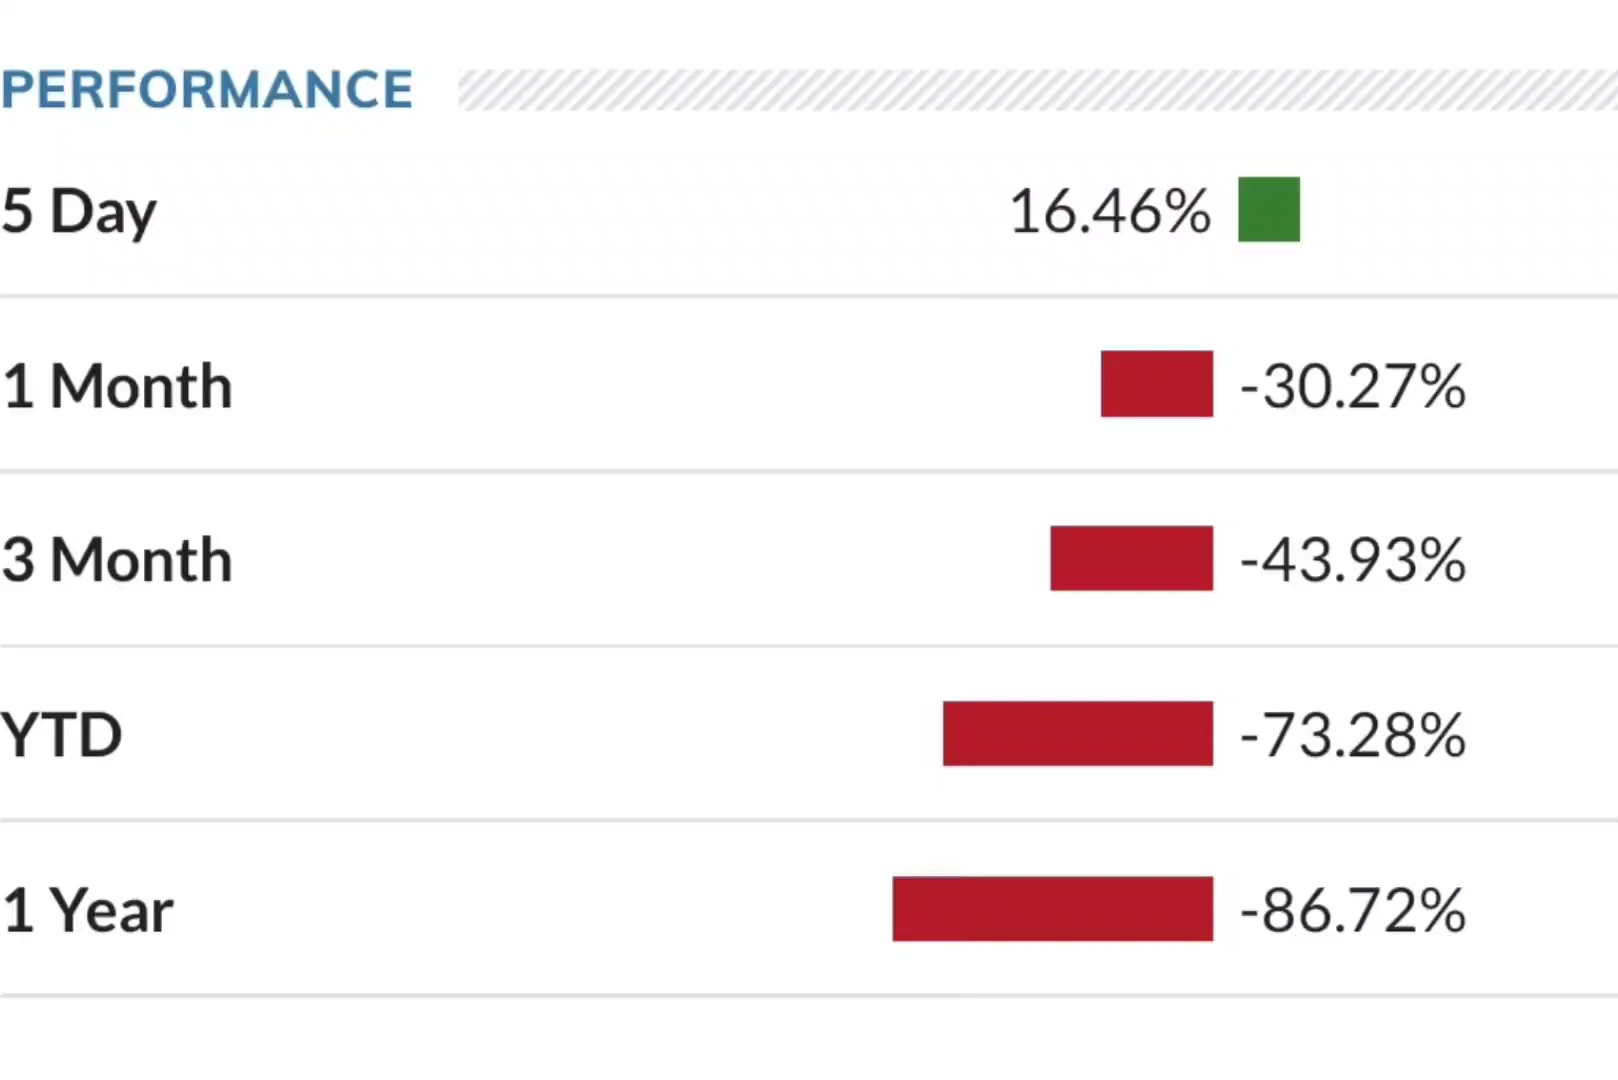 PERFORMANCE
5 Day 16.46%
1 Month -30.27%
3 Month -43.93%
YTD -73.28%
1 Year -86.72%